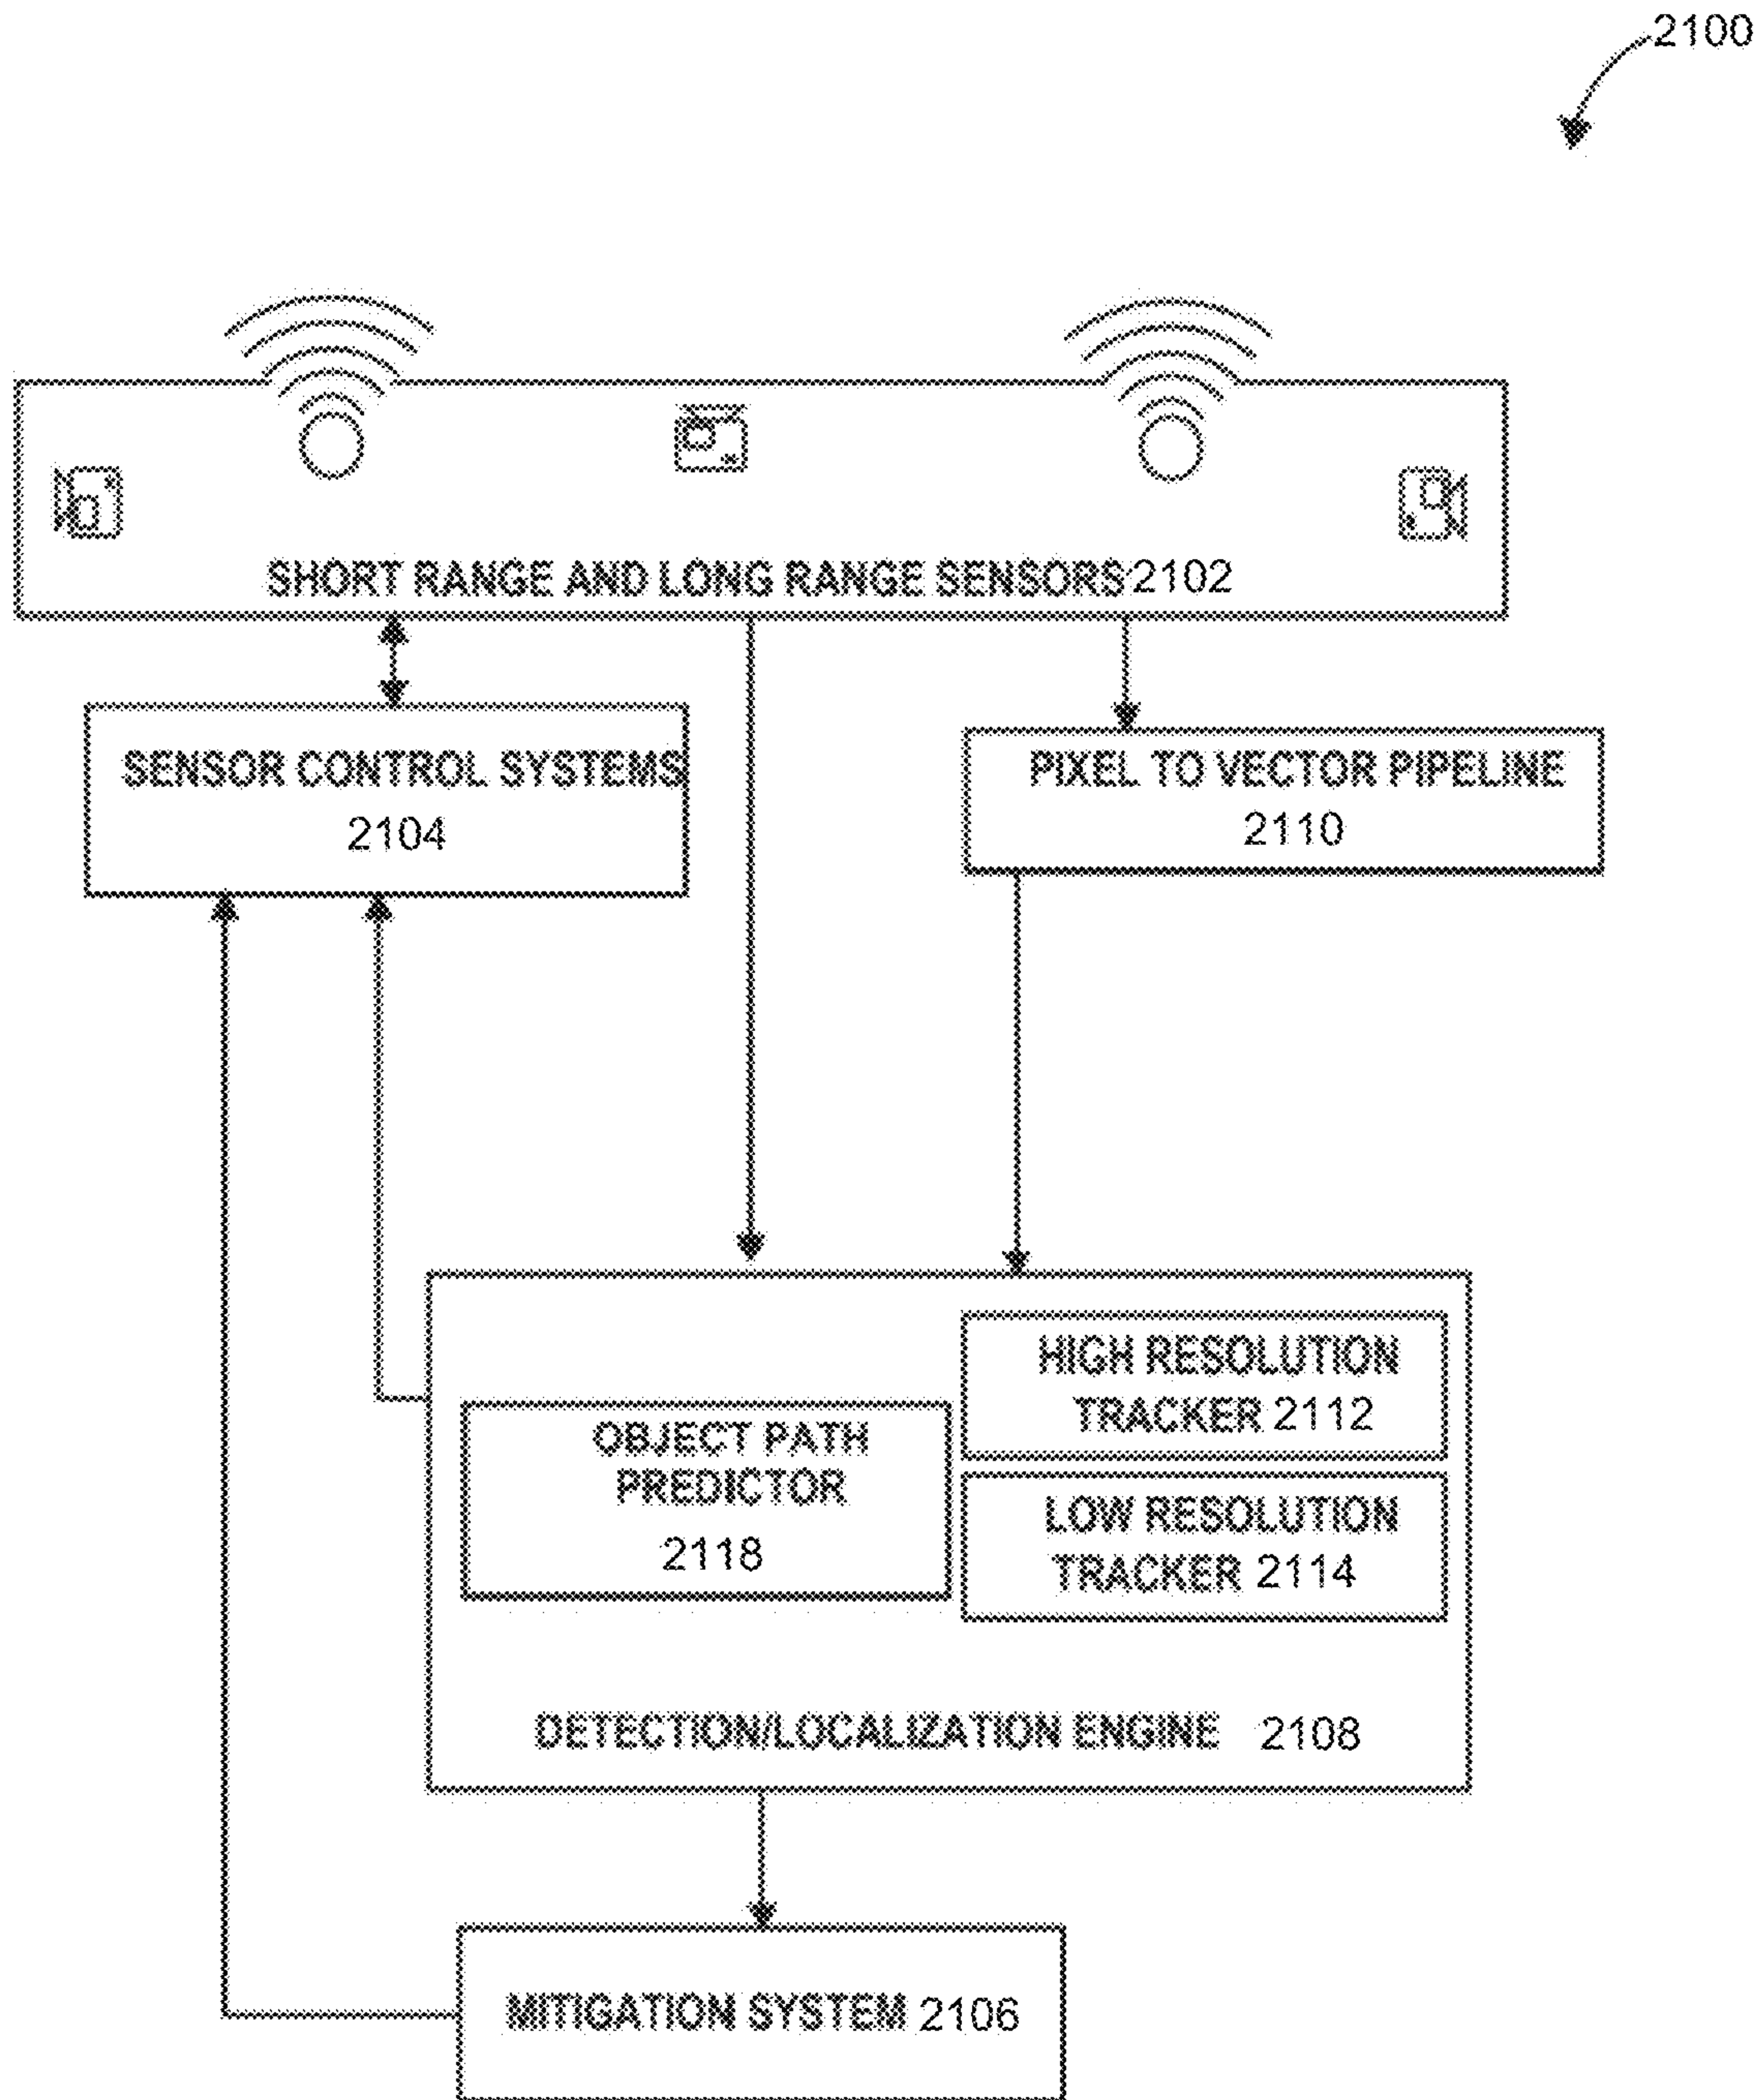 2100
SHORT RANGE AND LONG RANGE SENSORS 2102
SENSOR CONTROL SYSTEMS
2104
PIXEL TO VECTOR PIPELINE
2110
HIGH RESOLUTION
TRACKER 2112
OBJECT PATH
PREDICTOR
2118
LOW RESOLUTION
TRACKER 2114
DETECTION/LOCALIZATION ENGINE 2108
MITIGATION SYSTEM 2106